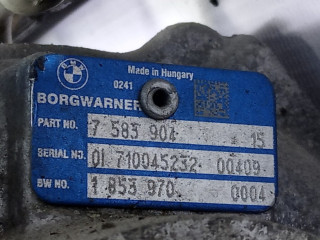 BMW
Made in Hungary
0241
BORGWARNER
PART NO. 7 583 904 15
SERIAL NO. 01 710045232 00409
BW NO. 1 853 970 0004